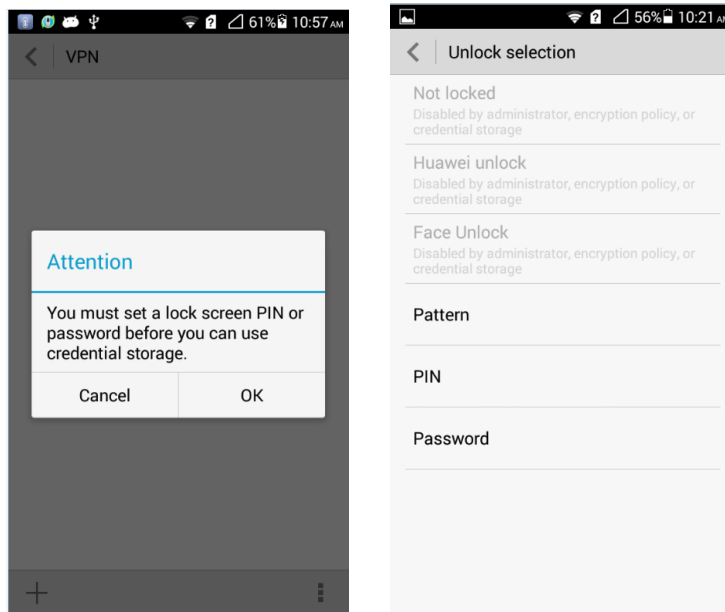 61% 10:57 AM
VPN
Attention
You must set a lock screen PIN or
password before you can use
credential storage.
Cancel OK
56% 10:21 AM
Unlock selection
Not locked
Disabled by administrator, encryption policy, or
credential storage
Huawei unlock
Disabled by administrator, encryption policy, or
credential storage
Face Unlock
Disabled by administrator, encryption policy, or
credential storage
Pattern
PIN
Password